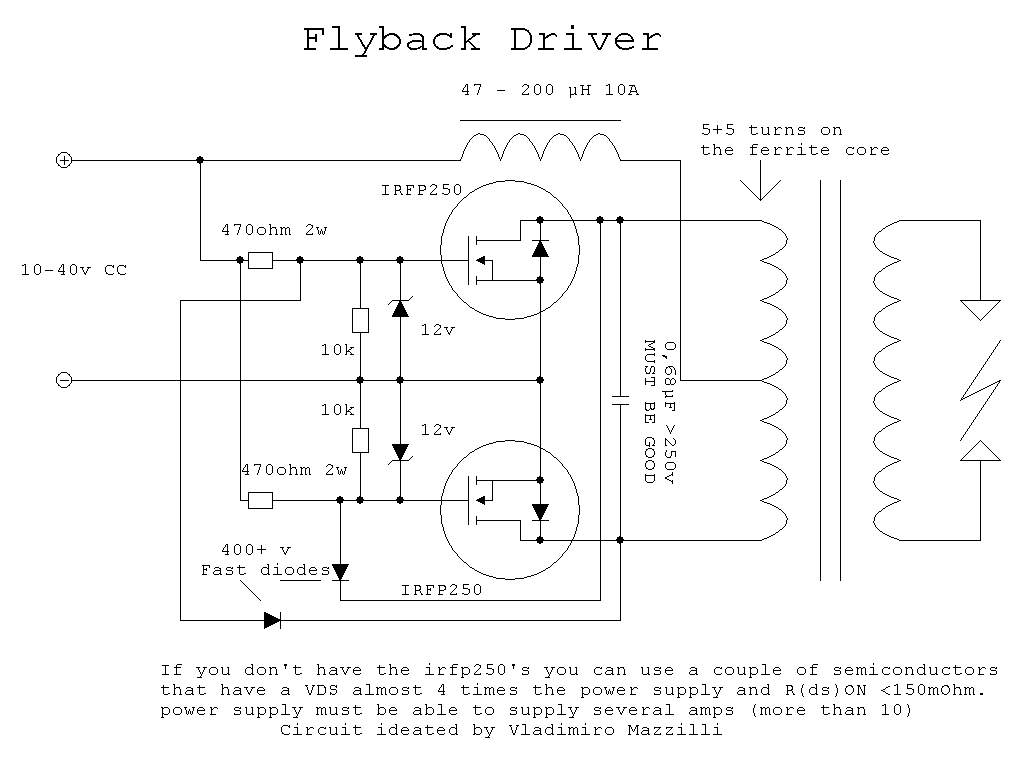 Flyback Driver
47 - 200 µH 10A
5+5 turns on
the ferrite core
IRFP250
470ohm 2w
10-40v CC
12v
10k
10k
12v
470ohm 2w
0,68µF >250v
MUST BE GOOD
400+ v
Fast diodes
IRFP250
If you don't have the irfp250's you can use a couple of semiconductors
that have a VDS almost 4 times the power supply and R(ds)ON <150mOhm.
power supply must be able to supply several amps (more than 10)
Circuit ideated by Vladimiro Mazzilli